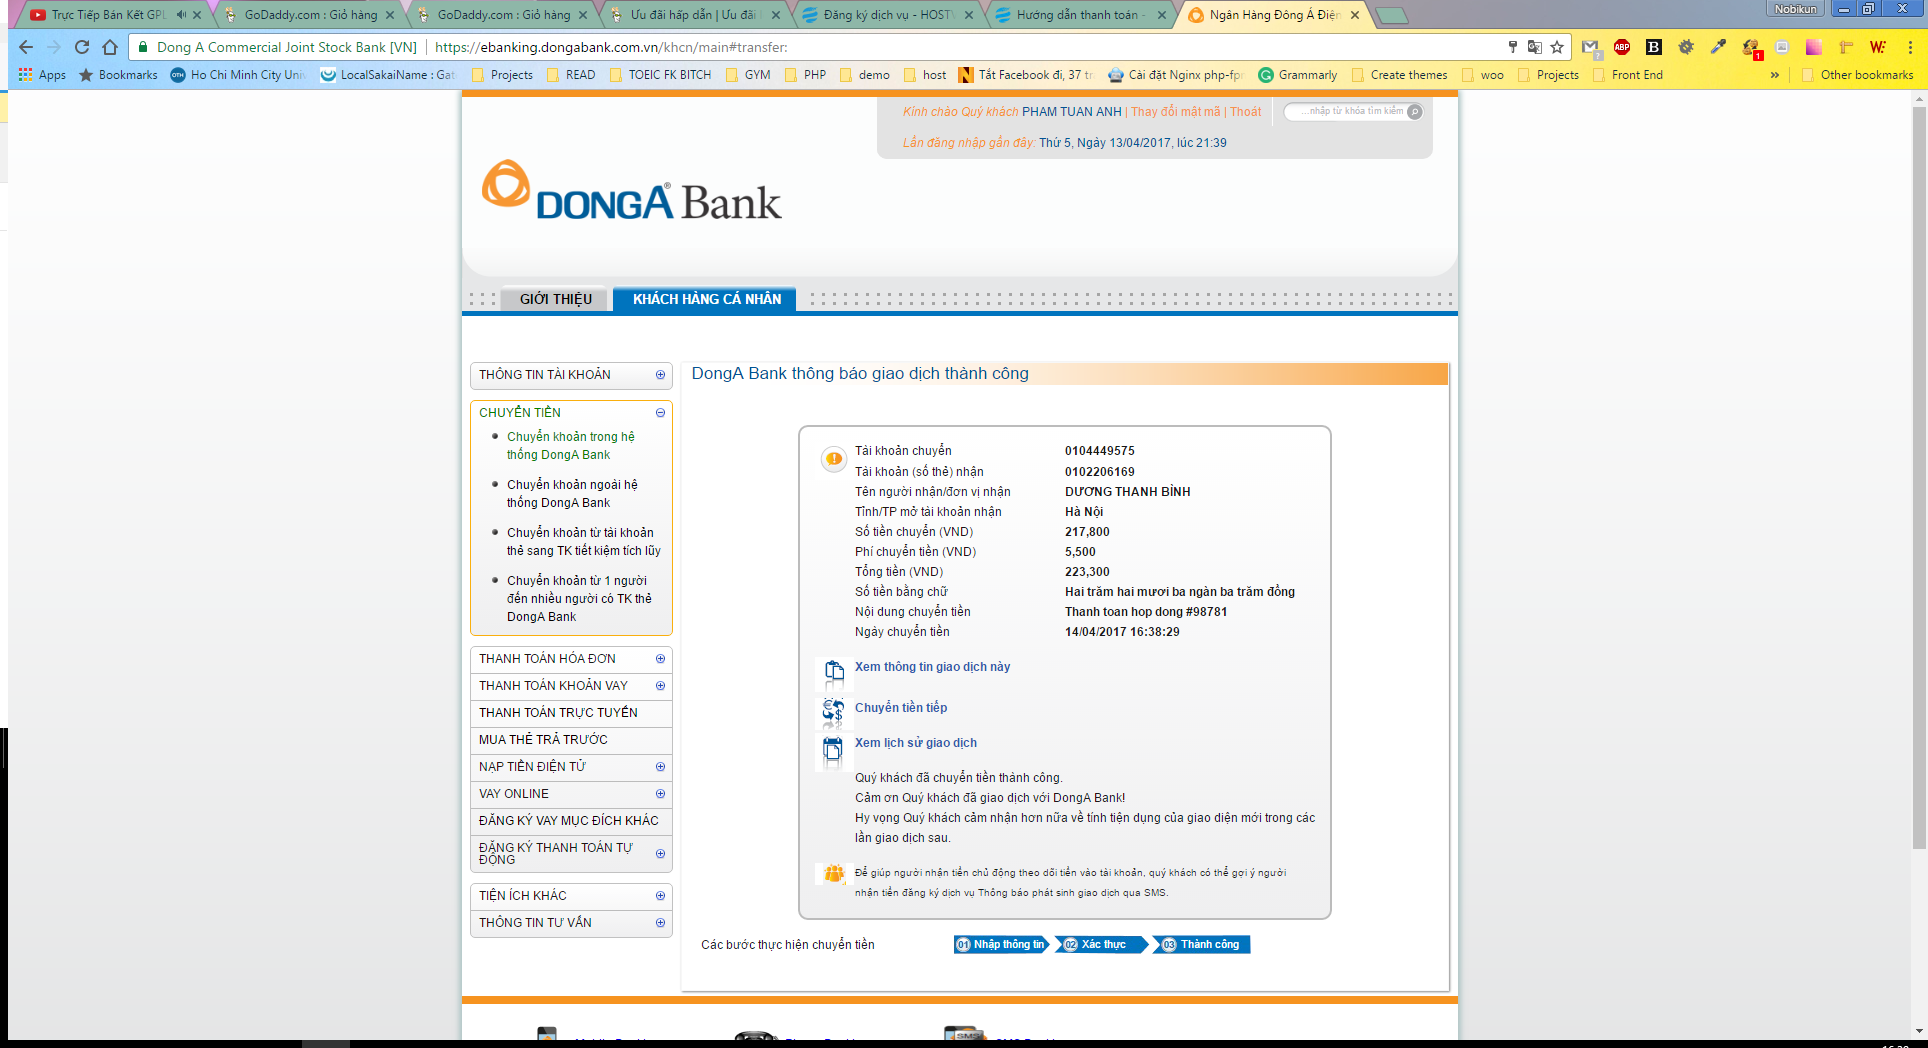 Nobikun
Trực Tiếp Bán Kết GPL
GoDaddy.com : Giỏ hàng
GoDaddy.com : Giỏ hàng
Ưu đãi hấp dẫn | Ưu đãi
Đăng ký dịch vụ - HOSTV
Hướng dẫn thanh toán -
Ngân Hàng Đông Á Điện
Dong A Commercial Joint Stock Bank [VN] | https://ebanking.dongabank.com.vn/khcn/main#transfer:
Apps
Bookmarks
Ho Chi Minh City Univ
LocalSakaiName : Gat
Projects
READ
TOEIC FK BITCH
GYM
PHP
demo
host
Tắt Facebook đi, 37 tr
Cài đặt Nginx php-fpm
Grammarly
Create themes
woo
Projects
Front End
»
Other bookmarks
Kính chào Quý khách PHAM TUAN ANH | Thay đổi mật mã | Thoát
...nhập từ khóa tìm kiếm
Lần đăng nhập gần đây: Thứ 5, Ngày 13/04/2017, lúc 21:39
DONGA® Bank
GIỚI THIỆU
KHÁCH HÀNG CÁ NHÂN
THÔNG TIN TÀI KHOẢN
CHUYỂN TIỀN
Chuyển khoản trong hệ
thống DongA Bank
Chuyển khoản ngoài hệ
thống DongA Bank
Chuyển khoản từ tài khoản
thẻ sang TK tiết kiệm tích lũy
Chuyển khoản từ 1 người
đến nhiều người có TK thẻ
DongA Bank
THANH TOÁN HÓA ĐƠN
THANH TOÁN KHOẢN VAY
THANH TOÁN TRỰC TUYẾN
MUA THẺ TRẢ TRƯỚC
NẠP TIỀN ĐIỆN TỬ
VAY ONLINE
ĐĂNG KÝ VAY MỤC ĐÍCH KHÁC
ĐĂNG KÝ THANH TOÁN TỰ
ĐỘNG
TIỆN ÍCH KHÁC
THÔNG TIN TƯ VẤN
DongA Bank thông báo giao dịch thành công
Tài khoản chuyển 0104449575
Tài khoản (số thẻ) nhận 0102206169
Tên người nhận/đơn vị nhận DƯƠNG THANH BÌNH
Tỉnh/TP mở tài khoản nhận Hà Nội
Số tiền chuyển (VND) 217,800
Phí chuyển tiền (VND) 5,500
Tổng tiền (VND) 223,300
Số tiền bằng chữ Hai trăm hai mươi ba ngàn ba trăm đồng
Nội dung chuyển tiền Thanh toan hop dong #98781
Ngày chuyển tiền 14/04/2017 16:38:29
Xem thông tin giao dịch này
Chuyển tiền tiếp
Xem lịch sử giao dịch
Quý khách đã chuyển tiền thành công.
Cảm ơn Quý khách đã giao dịch với DongA Bank!
Hy vọng Quý khách cảm nhận hơn nữa về tính tiện dụng của giao diện mới trong các
lần giao dịch sau.
Để giúp người nhận tiền chủ động theo dõi tiền vào tài khoản, quý khách có thể gợi ý người
nhận tiền đăng ký dịch vụ Thông báo phát sinh giao dịch qua SMS.
Các bước thực hiện chuyển tiền
01 Nhập thông tin
02 Xác thực
03 Thành công